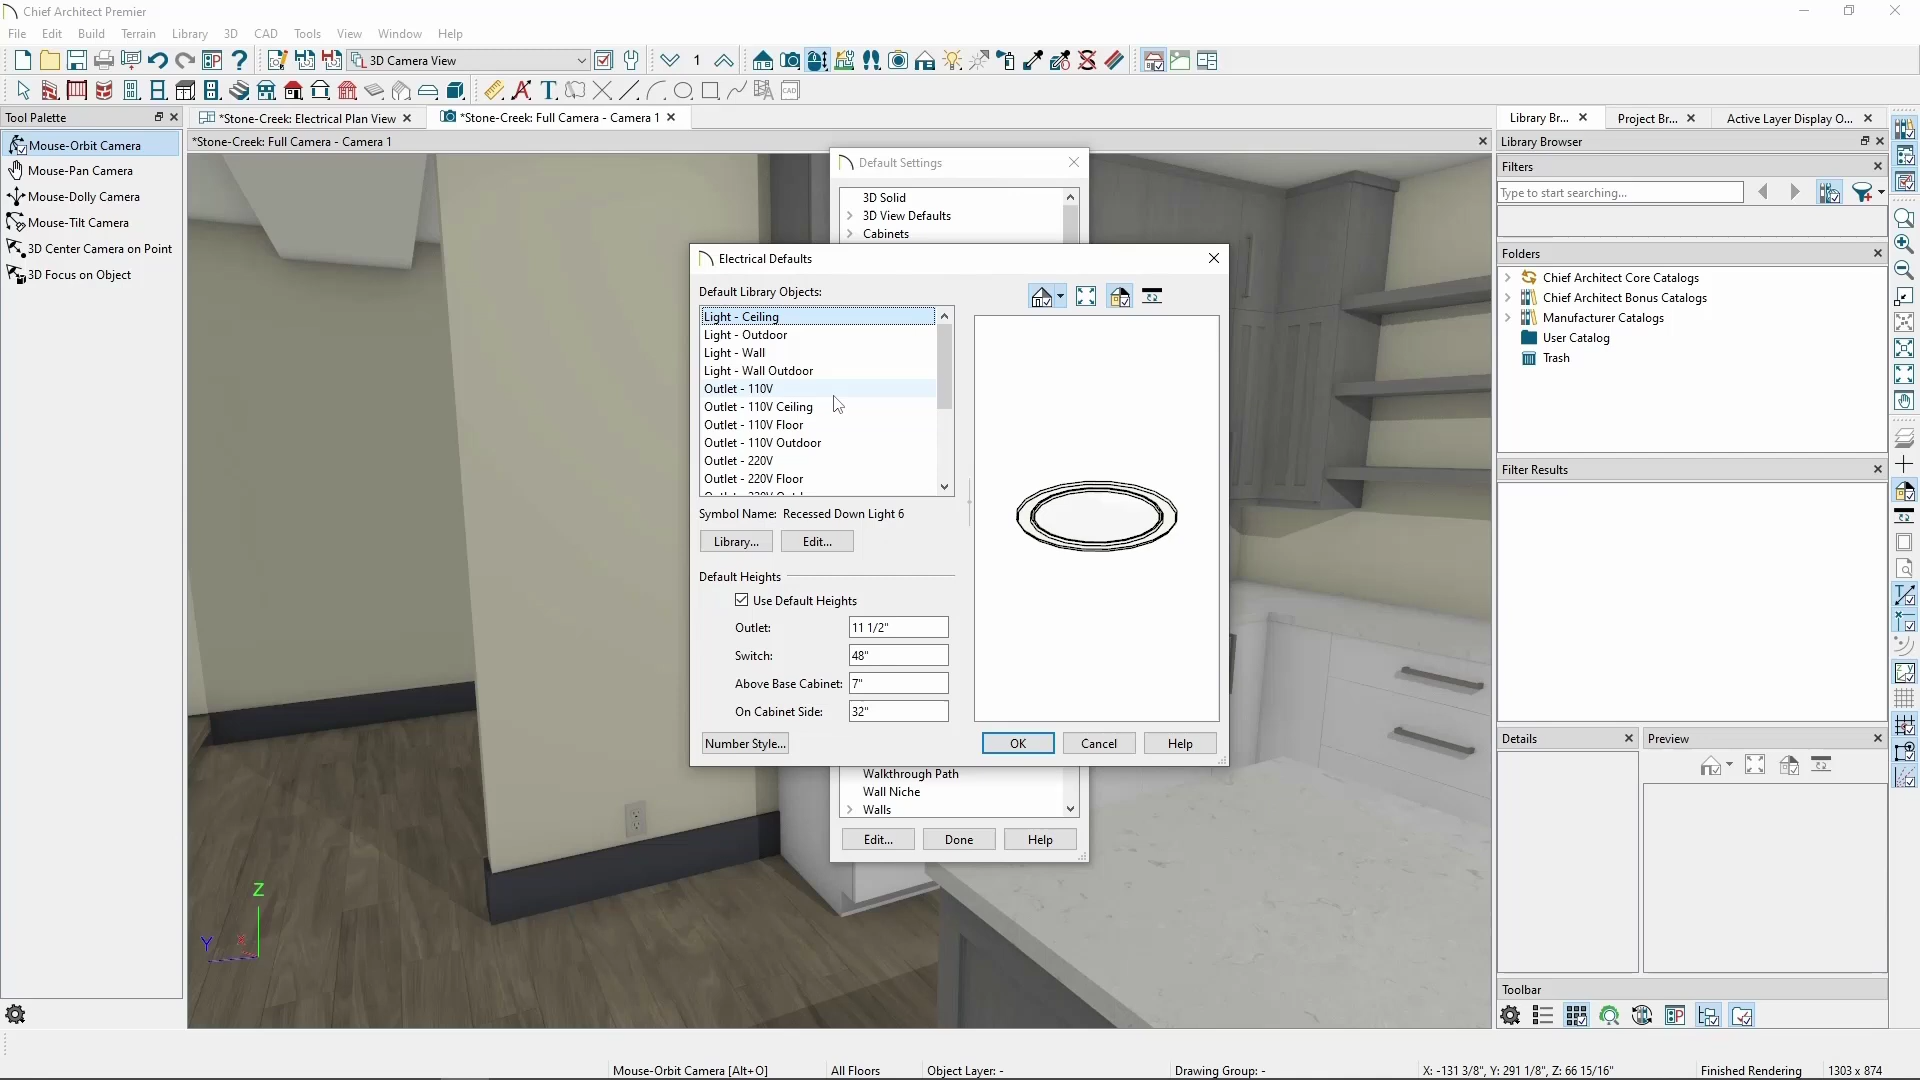 Chief Architect Premier
File Edit Build Terrain Library 3D CAD Tools View Window Help
3D Camera View
1
Tool Palette
Mouse-Orbit Camera
Mouse-Pan Camera
Mouse-Dolly Camera
Mouse-Tilt Camera
3D Center Camera on Point
3D Focus on Object
*Stone-Creek: Electrical Plan View
*Stone-Creek: Full Camera - Camera 1
*Stone-Creek: Full Camera - Camera 1
Default Settings
3D Solid
3D View Defaults
Cabinets
Electrical Defaults
Default Library Objects:
Light - Ceiling
Light - Outdoor
Light - Wall
Light - Wall Outdoor
Outlet - 110V
Outlet - 110V Ceiling
Outlet - 110V Floor
Outlet - 110V Outdoor
Outlet - 220V
Outlet - 220V Floor
Symbol Name: Recessed Down Light 6
Library... Edit...
Default Heights
Use Default Heights
Outlet: 11 1/2"
Switch: 48"
Above Base Cabinet: 7"
On Cabinet Side: 32"
Number Style... OK Cancel Help
Walkthrough Path
Wall Niche
Walls
Edit... Done Help
Z
Y X
Library Br... Project Br... Active Layer Display O...
Library Browser
Filters
Type to start searching...
Folders
Chief Architect Core Catalogs
Chief Architect Bonus Catalogs
Manufacturer Catalogs
User Catalog
Trash
Filter Results
Details Preview
Toolbar
Mouse-Orbit Camera [Alt+O] All Floors Object Layer: - Drawing Group: - X: -131 3/8", Y: 291 1/8", Z: 66 15/16" Finished Rendering 1303 x 874